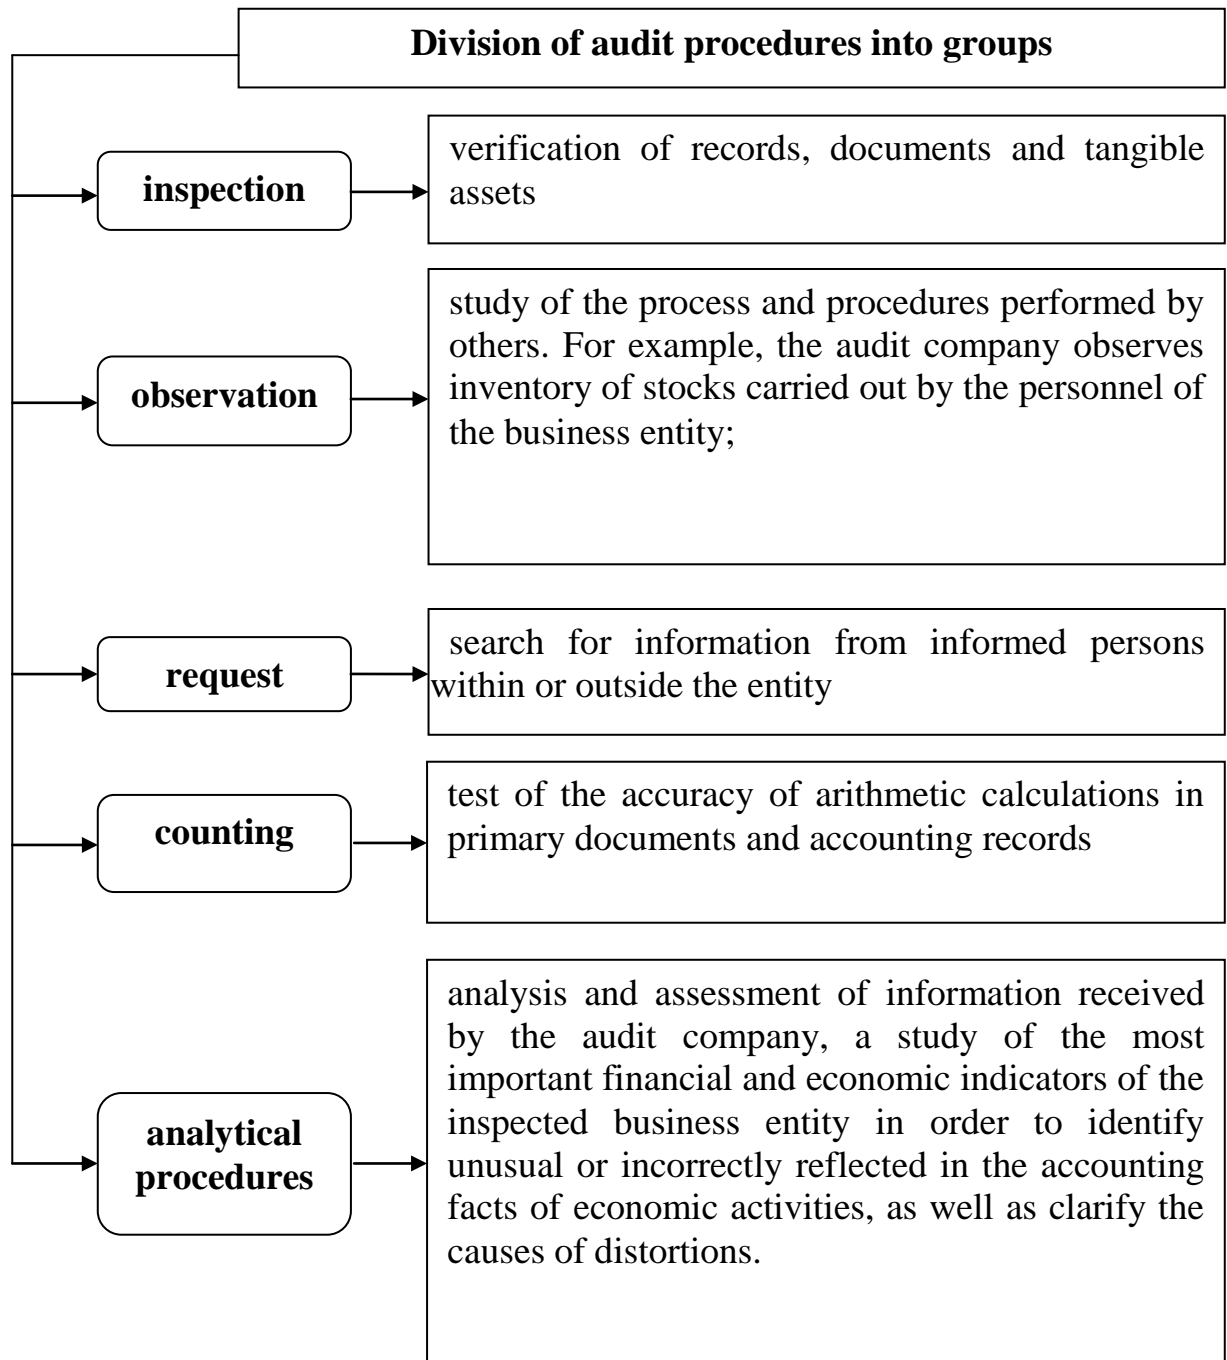 Division of audit procedures into groups
inspection
verification of records, documents and tangible
assets
observation
study of the process and procedures performed by
others. For example, the audit company observes
inventory of stocks carried out by the personnel of
the business entity;
request
search for information from informed persons
within or outside the entity
counting
test of the accuracy of arithmetic calculations in
primary documents and accounting records
analytical
procedures
analysis and assessment of information received
by the audit company, a study of the most
important financial and economic indicators of the
inspected business entity in order to identify
unusual or incorrectly reflected in the accounting
facts of economic activities, as well as clarify the
causes of distortions.